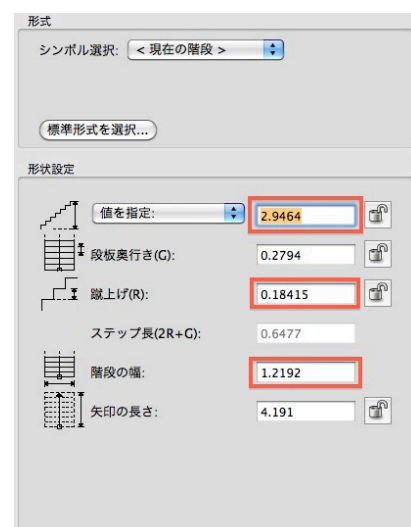 形式
シンボル選択: < 現在の階段 >
標準形式を選択...
形状設定
値を指定: 2.9464
段板奥行き(G): 0.2794
蹴上げ(R): 0.18415
ステップ長(2R+G): 0.6477
階段の幅: 1.2192
矢印の長さ: 4.191